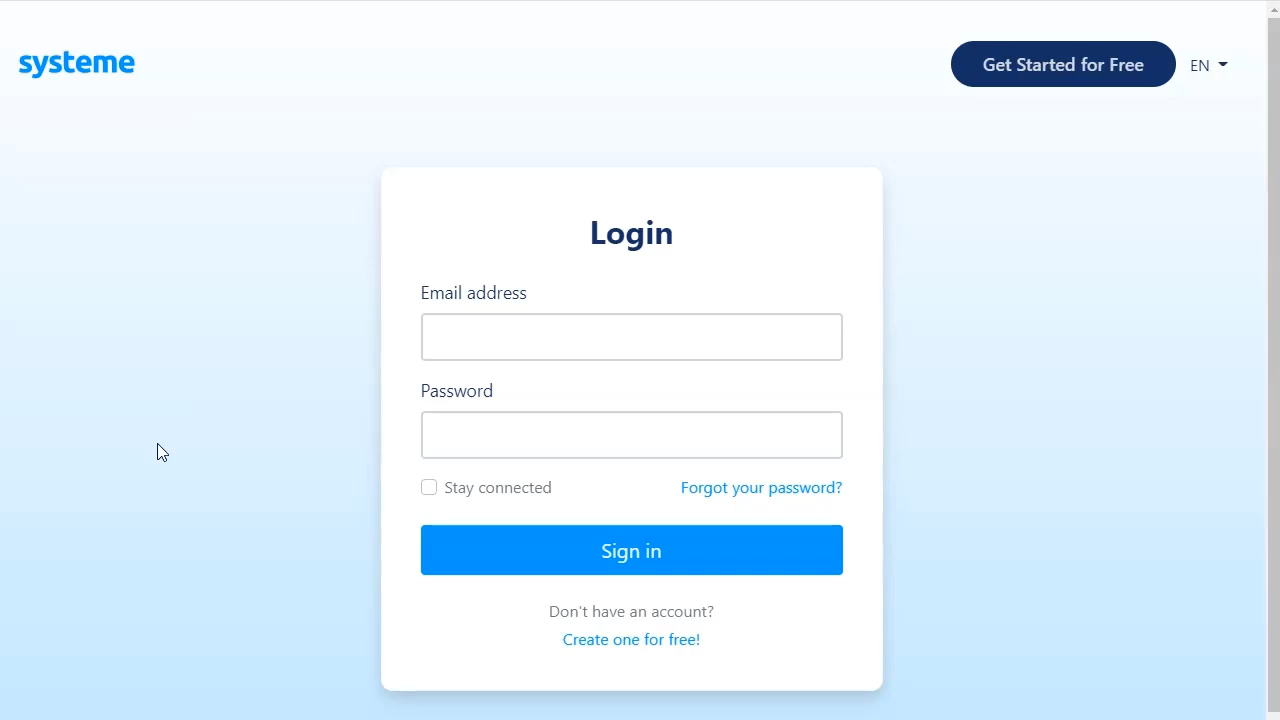 systeme
Get Started for Free
EN
Login
Email address
Password
Stay connected
Forgot your password?
Sign in
Don't have an account?
Create one for free!